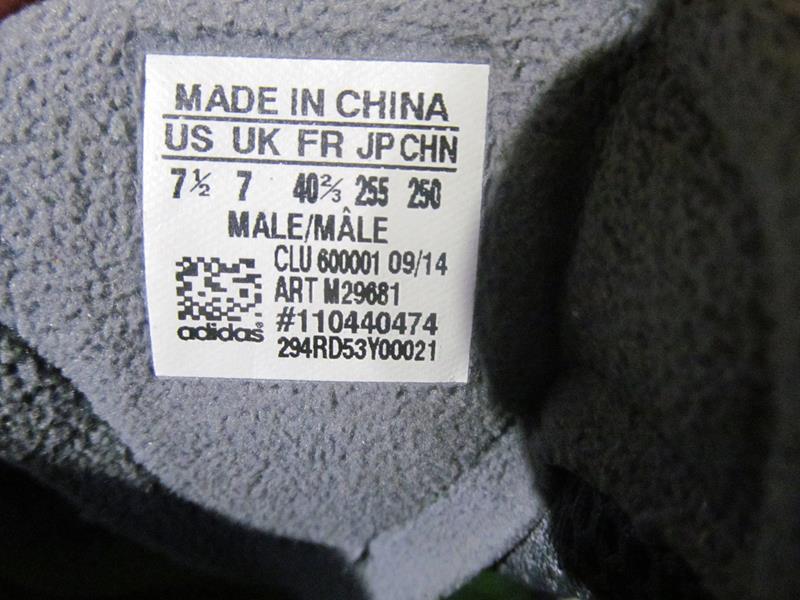 MADE IN CHINA
US UK FR JP CHN
7½ 7 40⅔ 255 250
MALE/MÂLE
CLU 600001 09/14
ART M29681
#110440474
adidas®
294RD53Y00021